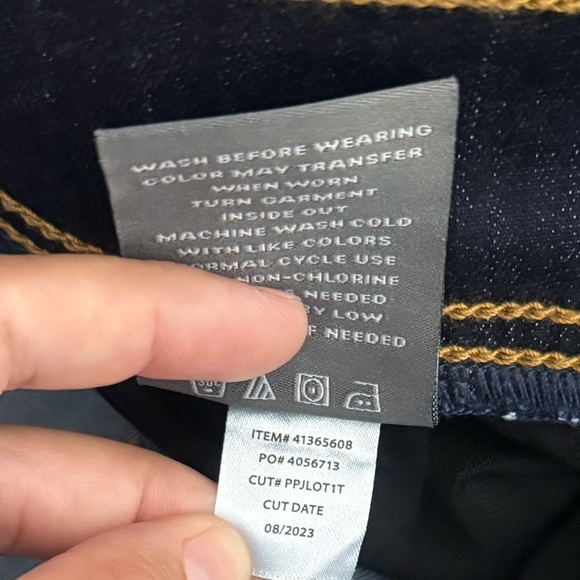 WASH BEFORE WEARING
COLOR MAY TRANSFER
WHEN WORN
TURN GARMENT
INSIDE OUT
MACHINE WASH COLD
WITH LIKE COLORS
CYCLE USE
NON-CHLORINE
NEEDED
LOW
IF NEEDED
ITEM# 41365608
PO# 4056713
CUT# PPJLOT1T
CUT DATE
08/2023